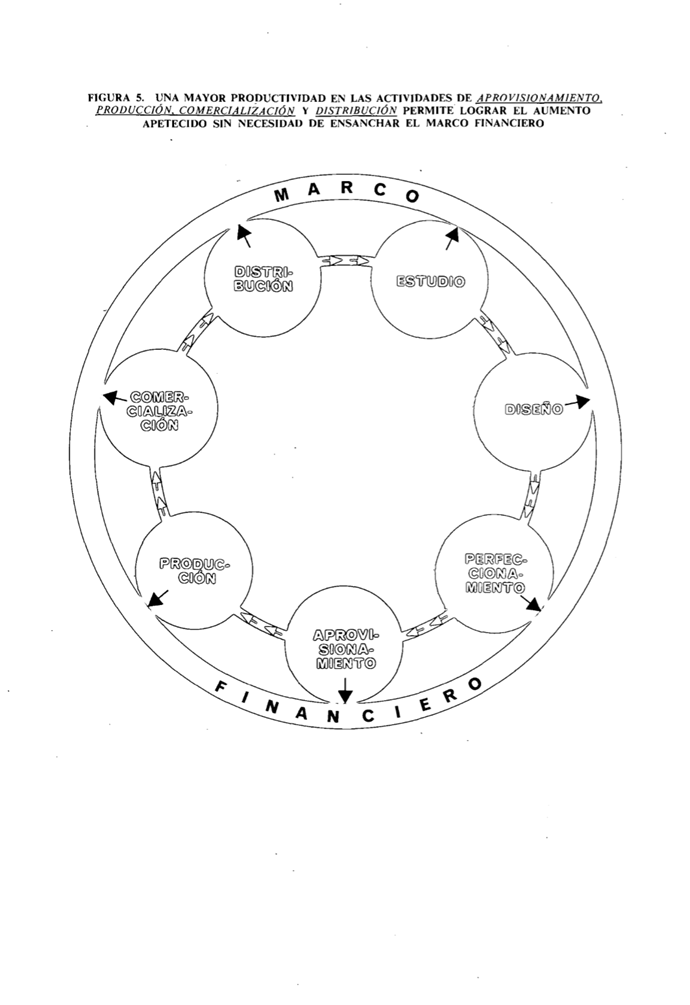 FIGURA 5. UNA MAYOR PRODUCTIVIDAD EN LAS ACTIVIDADES DE APROVISIONAMIENTO,
PRODUCCIÓN, COMERCIALIZACIÓN Y DISTRIBUCIÓN PERMITE LOGRAR EL AUMENTO
APETECIDO SIN NECESIDAD DE ENSANCHAR EL MARCO FINANCIERO
MARCO
DISTRI-
BUCIÓN
ESTUDIO
COMER-
CIALIZA-
CIÓN
DISEÑO
PRODUC-
CIÓN
PERFEC-
CIONA-
MIENTO
APROVI-
SIONA-
MIENTO
FINANCIERO